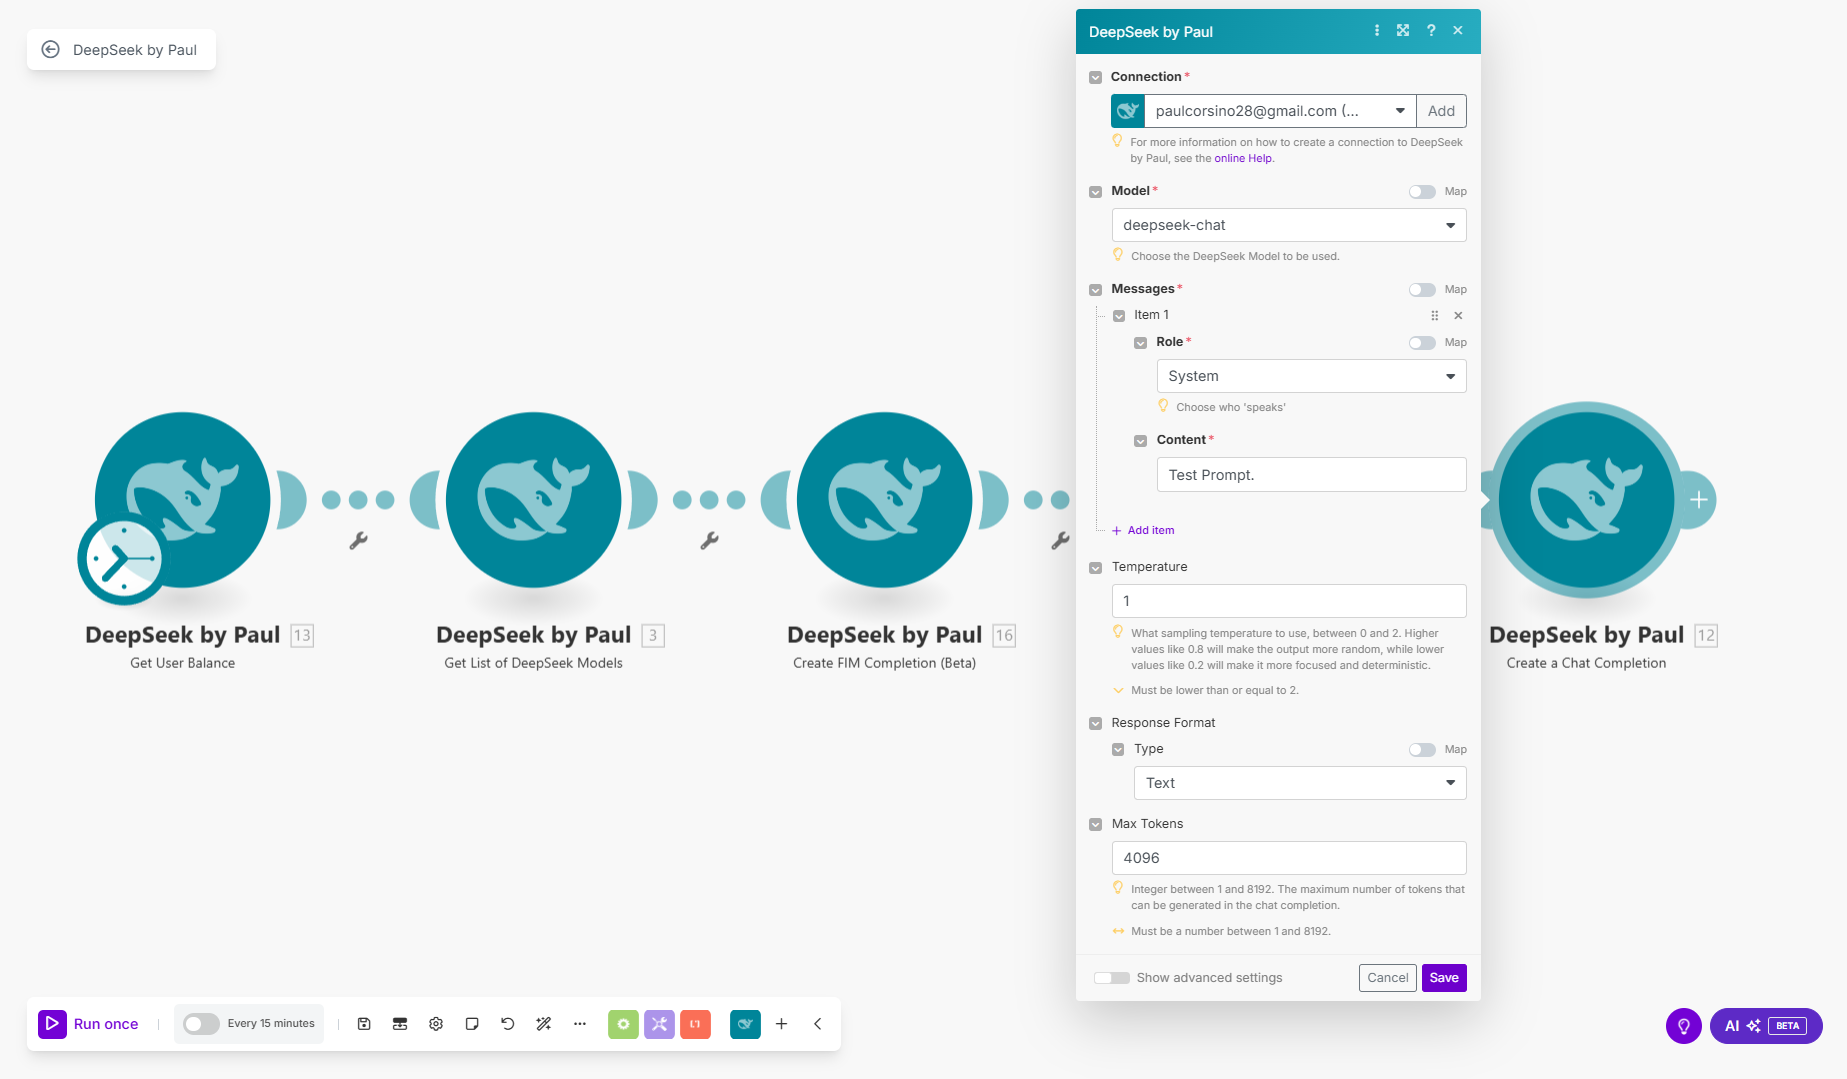 DeepSeek by Paul
DeepSeek by Paul
?
Connection *
paulcorsino28@gmail.com (...
Add
For more information on how to create a connection to DeepSeek
by Paul, see the online Help.
Model *
Map
deepseek-chat
Choose the DeepSeek Model to be used.
Messages *
Map
Item 1
Role *
Map
System
Choose who 'speaks'
Content *
Test Prompt.
+ Add item
Temperature
1
What sampling temperature to use, between 0 and 2. Higher
values like 0.8 will make the output more random, while lower
values like 0.2 will make it more focused and deterministic.
Must be lower than or equal to 2.
Response Format
Type
Map
Text
Max Tokens
4096
Integer between 1 and 8192. The maximum number of tokens that
can be generated in the chat completion.
Must be a number between 1 and 8192.
Show advanced settings
Cancel
Save
DeepSeek by Paul 13
Get User Balance
DeepSeek by Paul 3
Get List of DeepSeek Models
DeepSeek by Paul 16
Create FIM Completion (Beta)
DeepSeek by Paul 12
Create a Chat Completion
Run once
Every 15 minutes
AI BETA